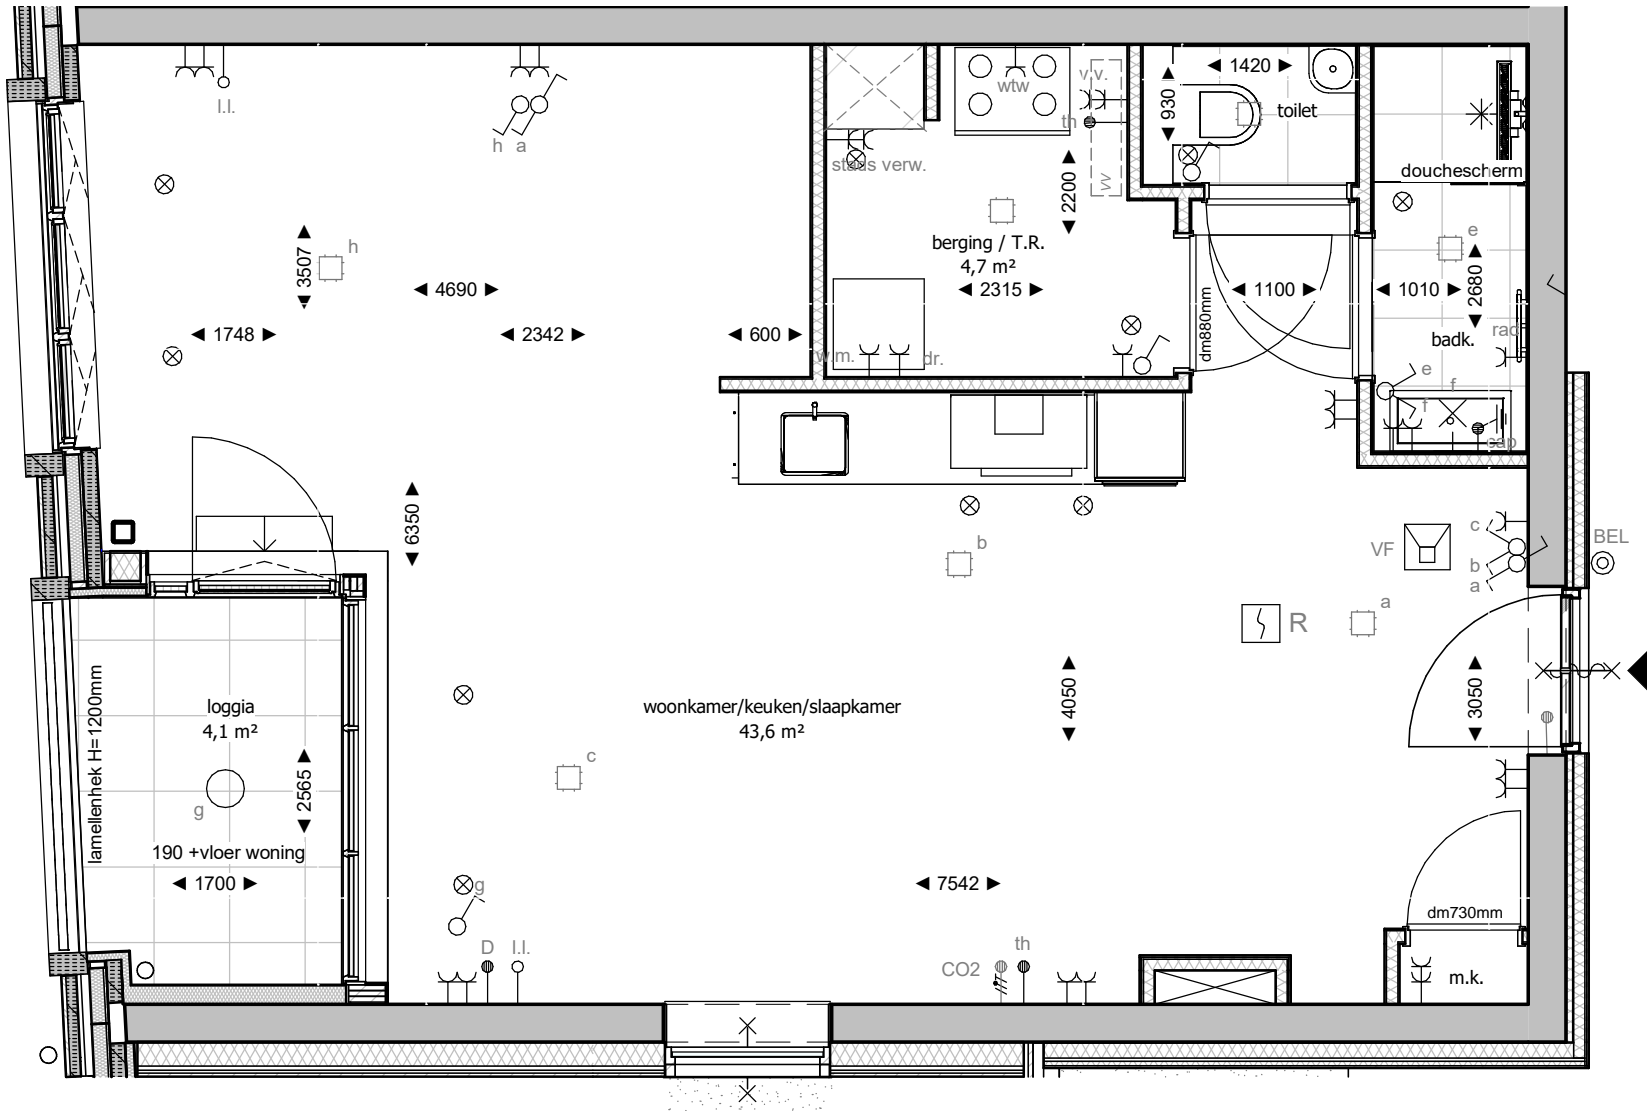 l.l.
h a
wtw
v.v.
th
1420
930
toilet
stads verw.
2200
vv
douchescherm
h
3507
4690
1748
2342
600
berging / T.R.
4,7 m²
2315
dm880mm
1100
1010
e
2680
badk.
rad
w.m.
dr.
e
f
f
cap
6350
b
VF
c
b
a
BEL
R
a
lamellenhek H=1200mm
loggia
4,1 m²
2565
g
190 +vloer woning
1700
woonkamer/keuken/slaapkamer
43,6 m²
4050
3050
c
g
7542
dm730mm
D
l.l.
CO2
th
m.k.